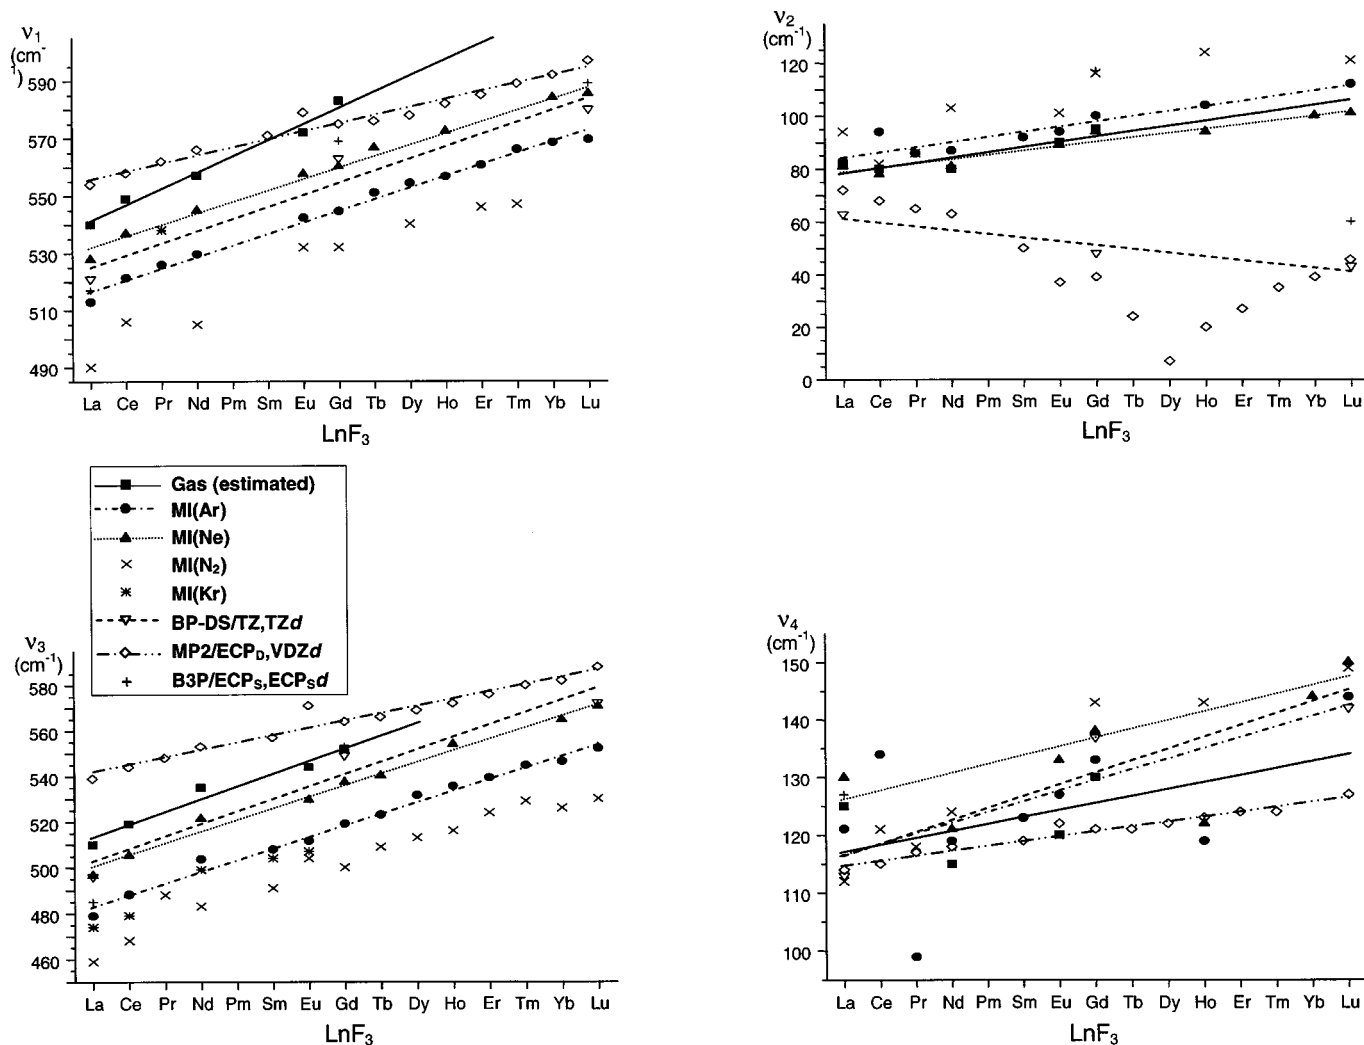 ν₁
(cm⁻
¹)
590
570
550
530
510
490
La Ce Pr Nd Pm Sm Eu Gd Tb Dy Ho Er Tm Yb Lu
LnF₃
ν₂
(cm⁻¹)
120
100
80
60
40
20
0
La Ce Pr Nd Pm Sm Eu Gd Tb Dy Ho Er Tm Yb Lu
LnF₃
Gas (estimated)
MI(Ar)
MI(Ne)
MI(N₂)
MI(Kr)
BP-DS/TZ,TZd
MP2/ECP_D,VDZd
B3P/ECP_S,ECP_Sd
ν₃
(cm⁻¹)
580
560
540
520
500
480
460
La Ce Pr Nd Pm Sm Eu Gd Tb Dy Ho Er Tm Yb Lu
LnF₃
ν₄
(cm⁻¹)
150
140
130
120
110
100
La Ce Pr Nd Pm Sm Eu Gd Tb Dy Ho Er Tm Yb Lu
LnF₃